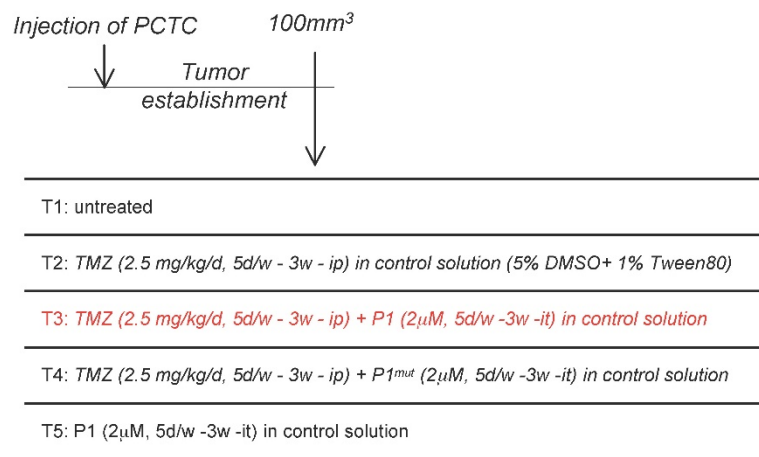 Injection of PCTC 100mm³
Tumor
establishment
T1: untreated
T2: TMZ (2.5 mg/kg/d, 5d/w - 3w - ip) in control solution (5% DMSO+ 1% Tween80)
T3: TMZ (2.5 mg/kg/d, 5d/w - 3w - ip) + P1 (2μM, 5d/w -3w -it) in control solution
T4: TMZ (2.5 mg/kg/d, 5d/w - 3w - ip) + P1ᵐᵘᵗ (2μM, 5d/w -3w -it) in control solution
T5: P1 (2μM, 5d/w -3w -it) in control solution